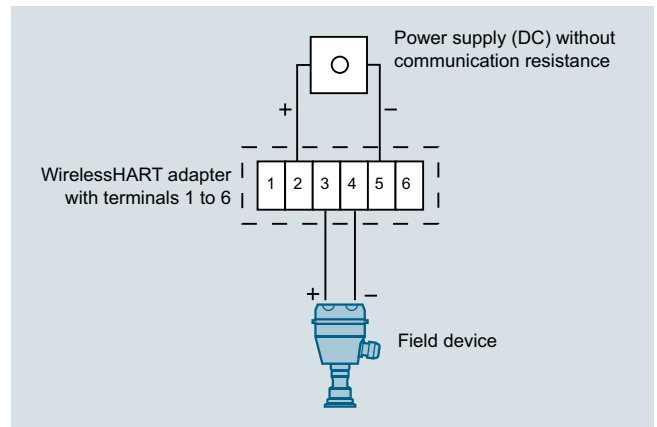 Power supply (DC) without
communication resistance
+ –
WirelessHART adapter
with terminals 1 to 6
1 2 3 4 5 6
+ –
Field device